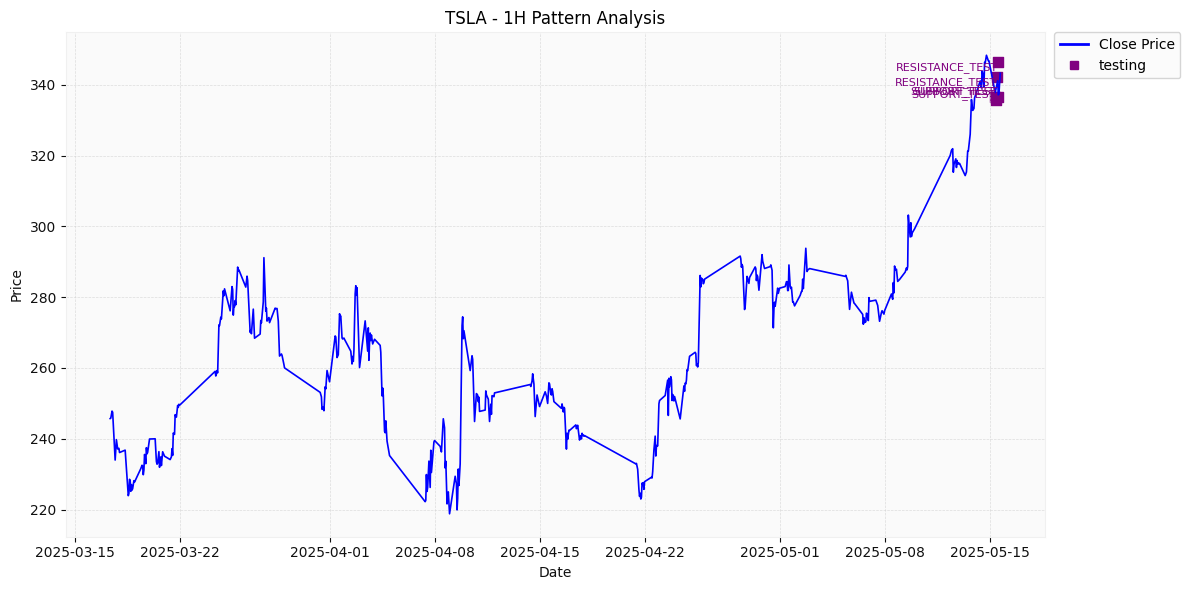 TSLA - 1H Pattern Analysis
Close Price
testing
RESISTANCE_TEST
RESISTANCE_TEST
SUPPORT_TEST
SUPPORT_TEST
Price
340
320
300
280
260
240
220
2025-03-15
2025-03-22
2025-04-01
2025-04-08
2025-04-15
2025-04-22
2025-05-01
2025-05-08
2025-05-15
Date